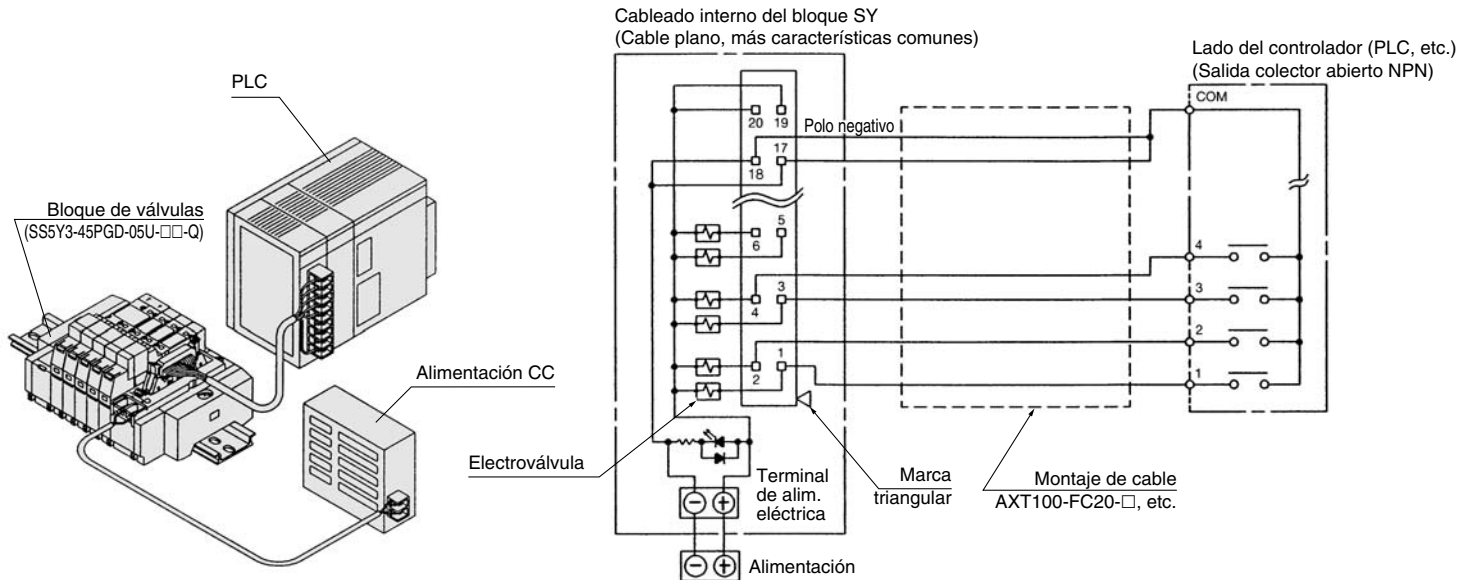 PLC
Bloque de válvulas
(SS5Y3-45PGD-05U-□□-Q)
Alimentación CC
Cableado interno del bloque SY
(Cable plano, más características comunes)
Lado del controlador (PLC, etc.)
(Salida colector abierto NPN)
COM
20 19
Polo negativo
17
18
5
6
4
3
4
3
2
1
2
1
Electroválvula
Terminal
de alim.
eléctrica
Marca
triangular
Montaje de cable
AXT100-FC20-□, etc.
− +
− + Alimentación